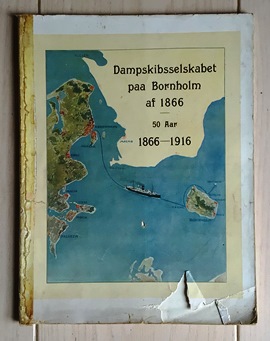 Dampskibsselskabet
paa Bornholm
af 1866
50 Aar
1866—1916